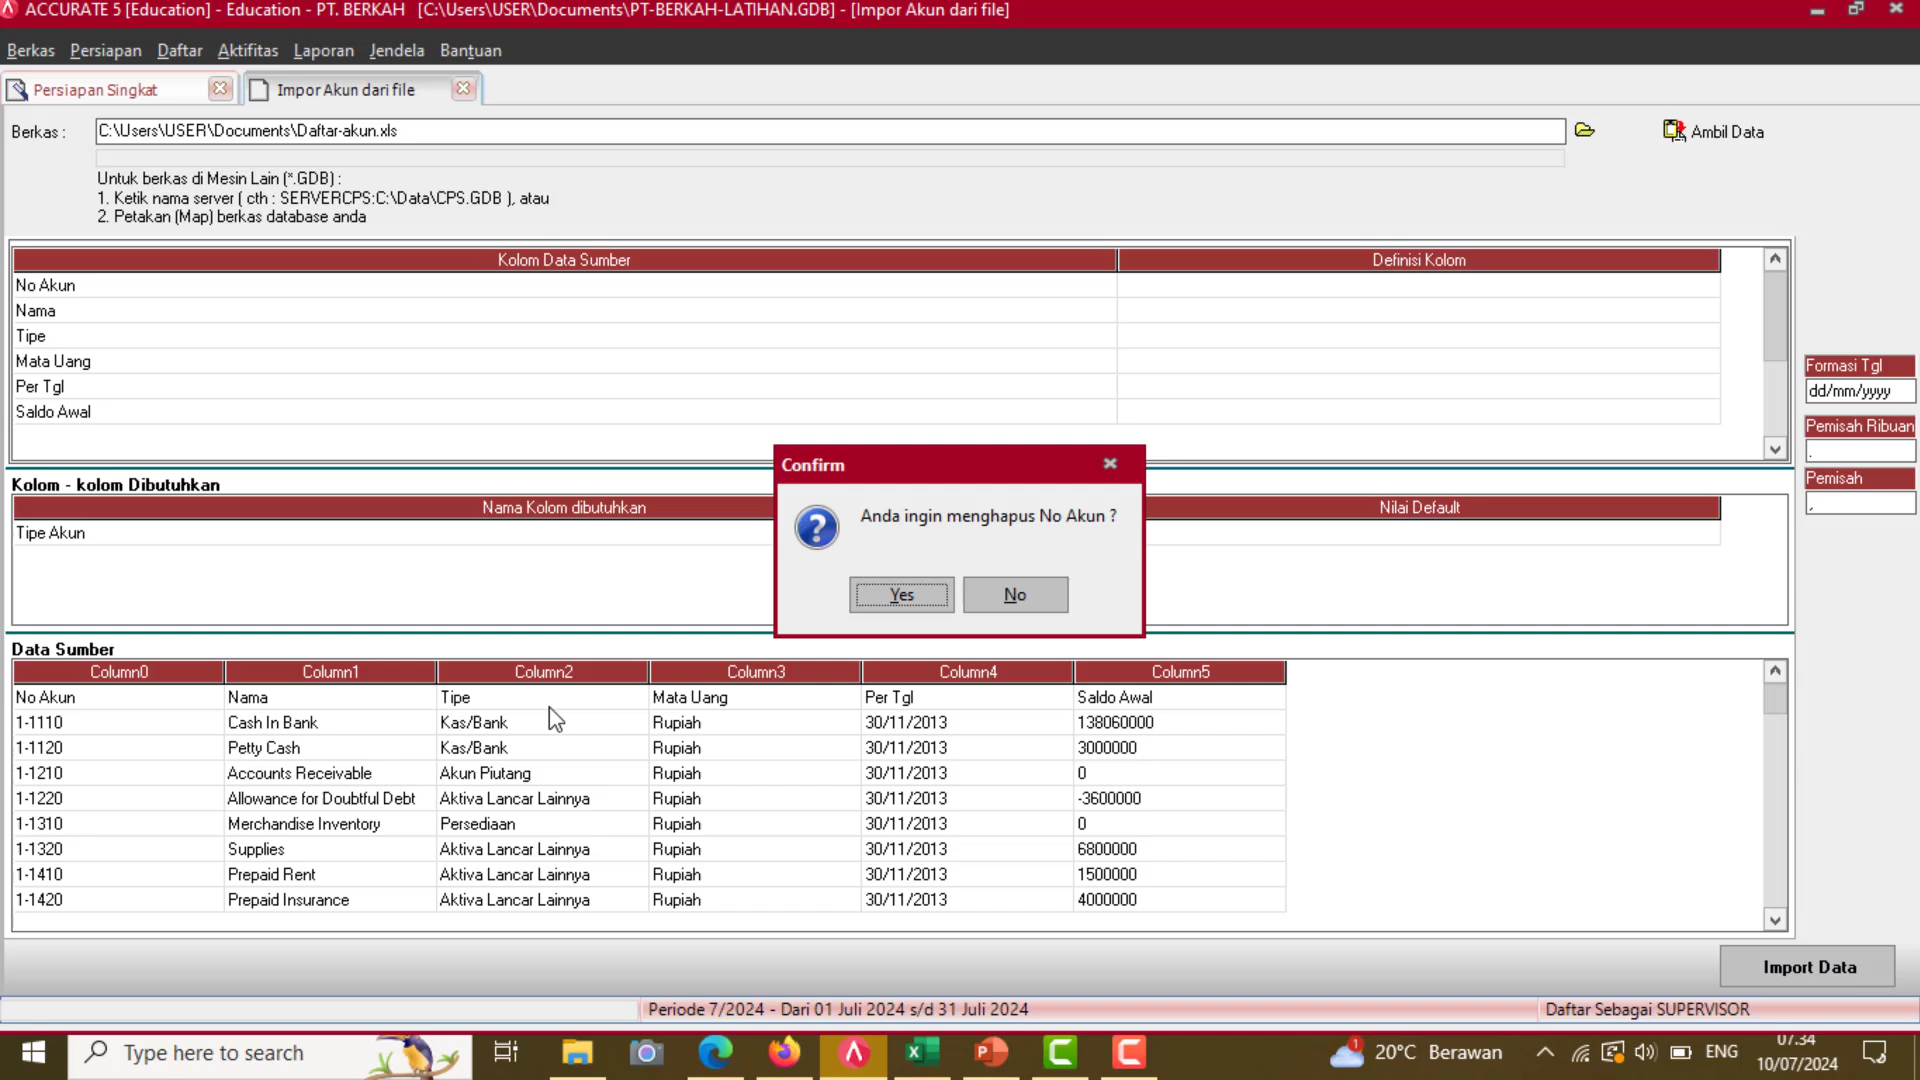 ACCURATE 5 [Education] - Education - PT. BERKAH [C:\Users\USER\Documents\PT-BERKAH-LATIHAN.GDB] - [Impor Akun dari file]
Berkas Persiapan Daftar Aktifitas Laporan Jendela Bantuan
Persiapan Singkat Impor Akun dari file
Berkas : C:\Users\USER\Documents\Daftar-akun.xls Ambil Data
Untuk berkas di Mesin Lain (*.GDB) :
1. Ketik nama server ( cth : SERVERCPS:C:\Data\CPS.GDB ), atau
2. Petakan (Map) berkas database anda
Kolom Data Sumber Definisi Kolom
No Akun
Nama
Tipe
Mata Uang
Per Tgl
Saldo Awal
Formasi Tgl
dd/mm/yyyy
Pemisah Ribuan
.
Pemisah
,
Confirm
Anda ingin menghapus No Akun ?
Yes No
Kolom - kolom Dibutuhkan
Nama Kolom dibutuhkan Nilai Default
Tipe Akun
Data Sumber
Column0 Column1 Column2 Column3 Column4 Column5
No Akun Nama Tipe Mata Uang Per Tgl Saldo Awal
1-1110 Cash In Bank Kas/Bank Rupiah 30/11/2013 138060000
1-1120 Petty Cash Kas/Bank Rupiah 30/11/2013 3000000
1-1210 Accounts Receivable Akun Piutang Rupiah 30/11/2013 0
1-1220 Allowance for Doubtful Debt Aktiva Lancar Lainnya Rupiah 30/11/2013 -3600000
1-1310 Merchandise Inventory Persediaan Rupiah 30/11/2013 0
1-1320 Supplies Aktiva Lancar Lainnya Rupiah 30/11/2013 6800000
1-1410 Prepaid Rent Aktiva Lancar Lainnya Rupiah 30/11/2013 1500000
1-1420 Prepaid Insurance Aktiva Lancar Lainnya Rupiah 30/11/2013 4000000
Import Data
Periode 7/2024 - Dari 01 Juli 2024 s/d 31 Juli 2024 Daftar Sebagai SUPERVISOR
Type here to search 1 20°C Berawan ENG 07.34
10/07/2024